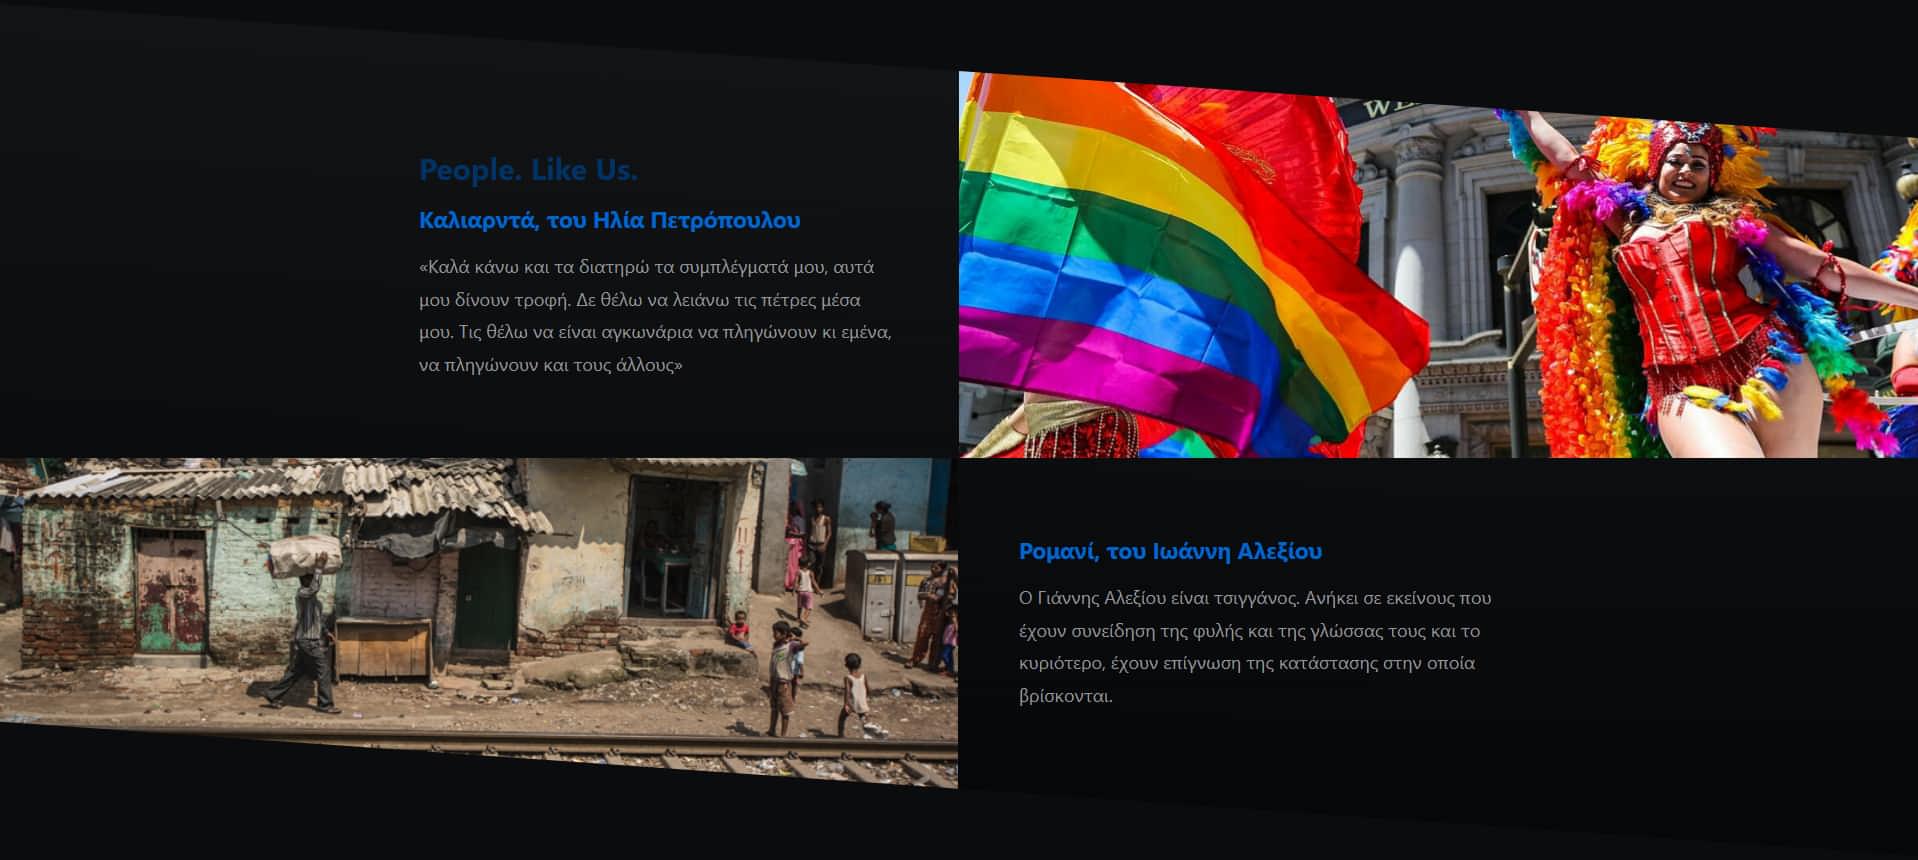 People. Like Us.
Καλιαρντά, του Ηλία Πετρόπουλου
«Καλά κάνω και τα διατηρώ τα συμπλέγματά μου, αυτά
μου δίνουν τροφή. Δε θέλω να λειάνω τις πέτρες μέσα
μου. Τις θέλω να είναι αγκωνάρια να πληγώνουν κι εμένα,
να πληγώνουν και τους άλλους»
Ρομανί, του Ιωάννη Αλεξίου
Ο Γιάννης Αλεξίου είναι τσιγγάνος. Ανήκει σε εκείνους που
έχουν συνείδηση της φυλής και της γλώσσας τους και το
κυριότερο, έχουν επίγνωση της κατάστασης στην οποία
βρίσκονται.